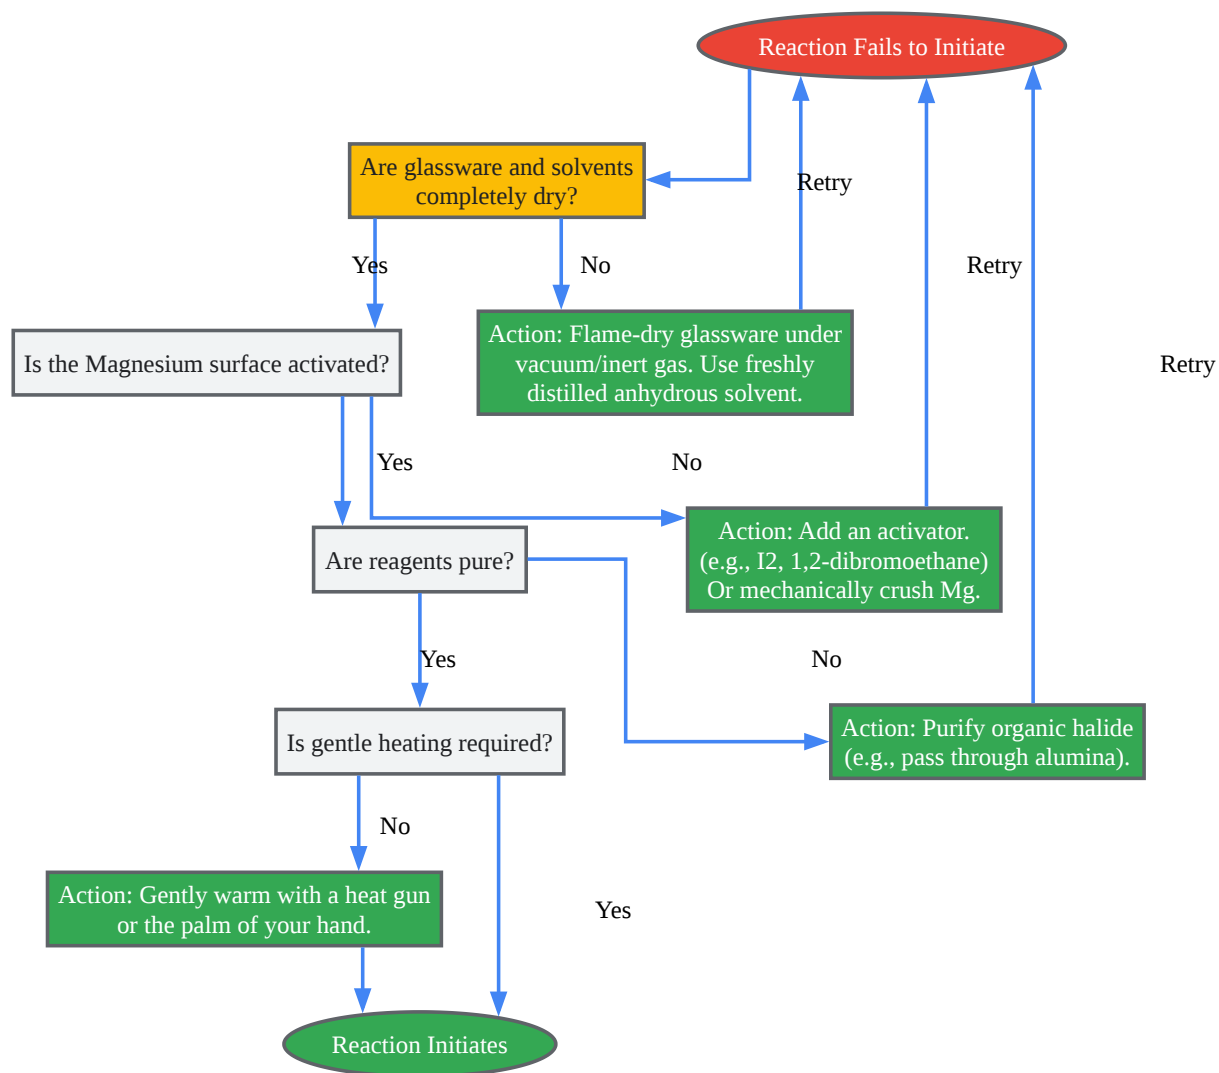 Reaction Fails to Initiate
Are glassware and solvents
completely dry?
Retry
Yes
No
Retry
Action: Flame-dry glassware under
vacuum/inert gas. Use freshly
distilled anhydrous solvent.
Is the Magnesium surface activated?
Retry
Yes
No
Action: Add an activator.
(e.g., I2, 1,2-dibromoethane)
Or mechanically crush Mg.
Are reagents pure?
Yes
No
Action: Purify organic halide
(e.g., pass through alumina).
Is gentle heating required?
No
Action: Gently warm with a heat gun
or the palm of your hand.
Yes
Reaction Initiates